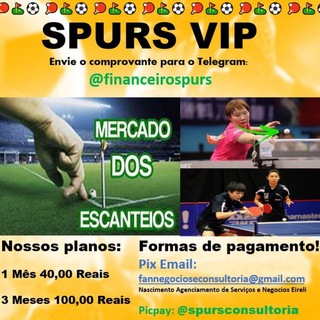 SPURS VIP
Envie o comprovante para o Telegram:
@financeirospurs
MERCADO
DOS
ESCANTEIOS
Nossos planos:
1 Mês 40,00 Reais
3 Meses 100,00 Reais
Formas de pagamento!
Pix Email:
fannegocioseconsultoria@gmail.com
Nascimento Agenciamento de Serviços e Negocios Eireli
Picpay: @spursconsultoria